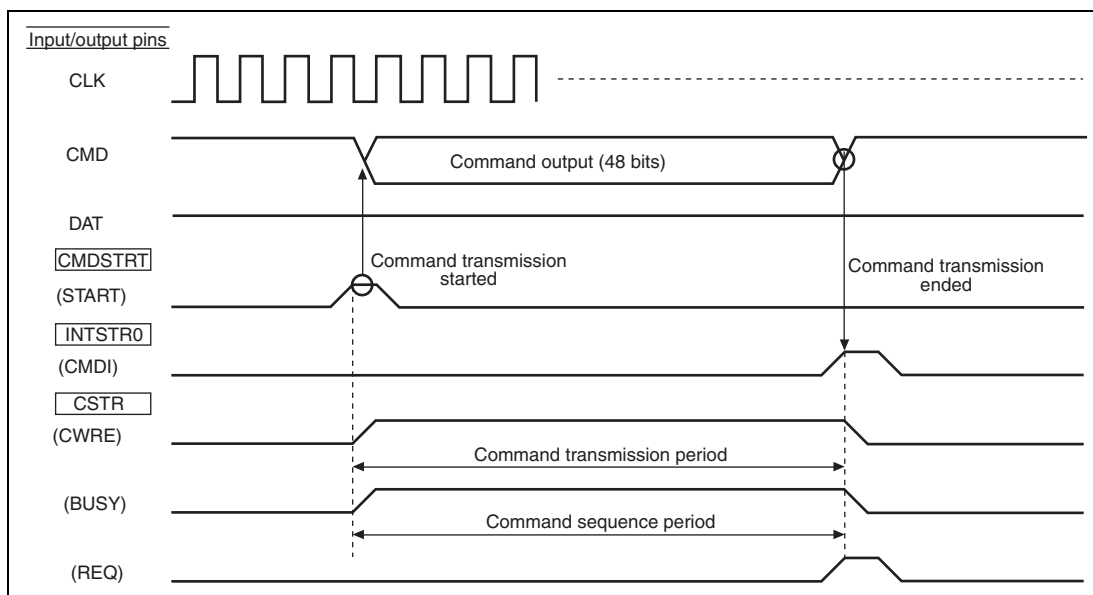 Input/output pins
CLK
CMD
Command output (48 bits)
DAT
CMDSTRT
(START)
Command transmission
started
Command transmission
ended
INTSTR0
(CMDI)
CSTR
(CWRE)
Command transmission period
(BUSY)
Command sequence period
(REQ)